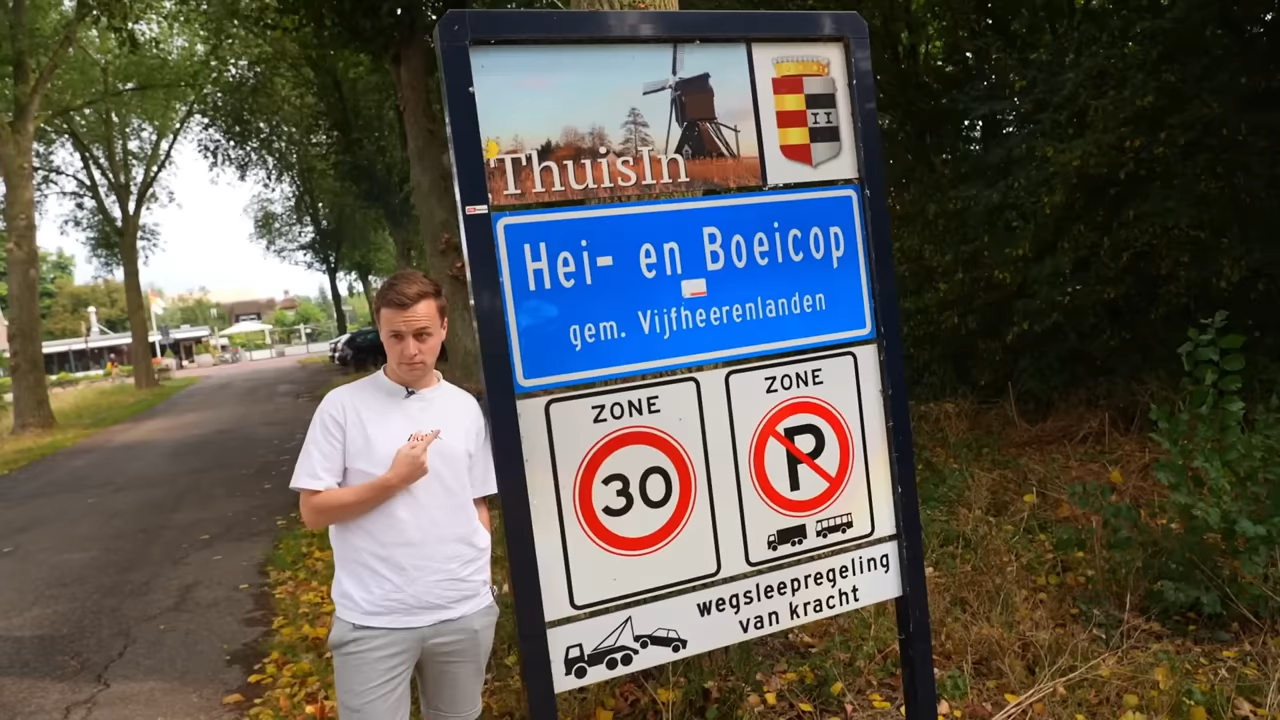 ThuisIn
Hei- en Boeicop
gem. Vijfheerenlanden
ZONE
30
ZONE
P
wegsleepregeling
van kracht